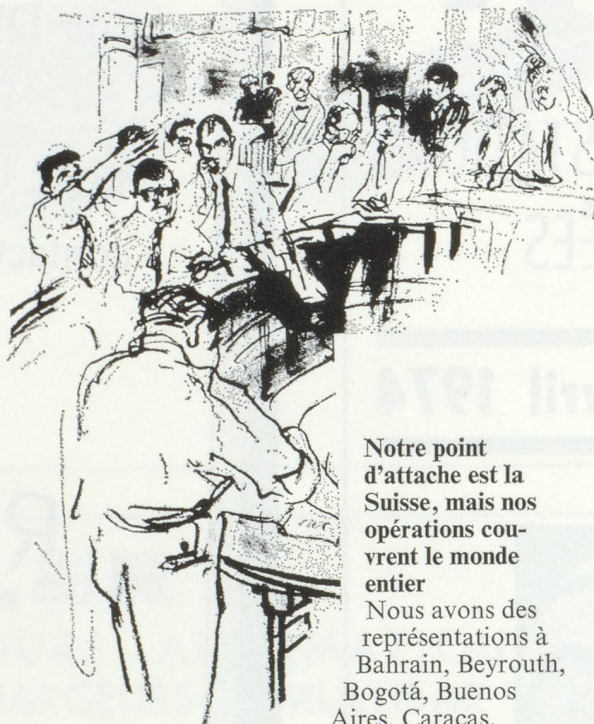 Notre point
d'attache est la
Suisse, mais nos
opérations cou-
vrent le monde
entier
Nous avons des
représentations à
Bahrain, Beyrouth,
Bogotá, Buenos
Aires, Caracas,